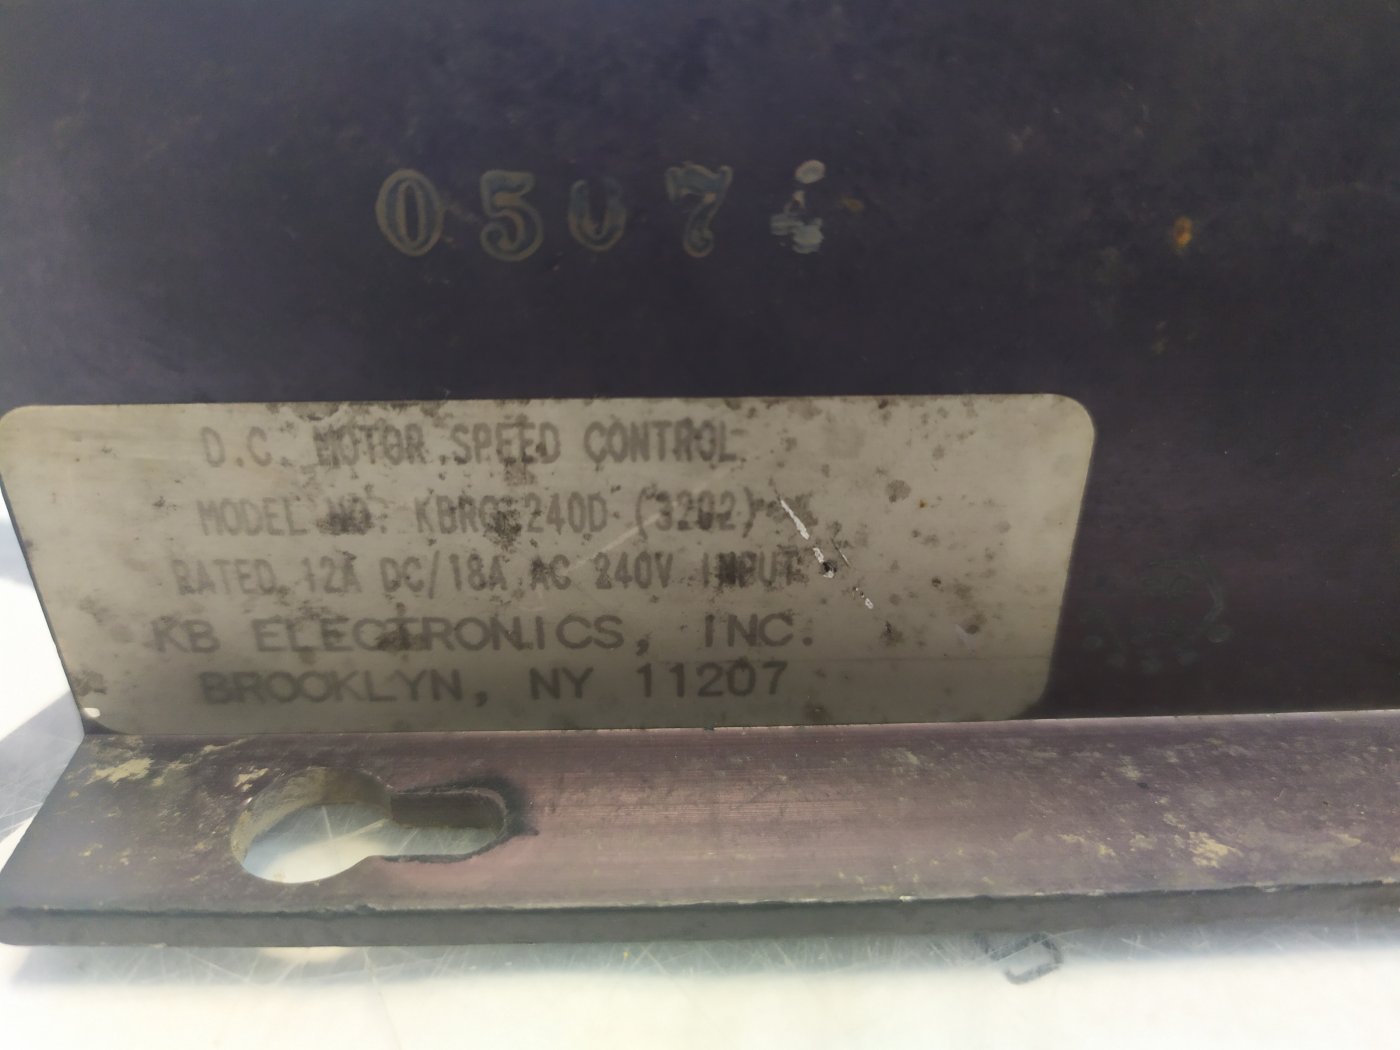 D.C. MOTOR SPEED CONTROL
MODEL NO. KBRG-240D (3202)
RATED 12A DC/18A AC 240V INPUT
KB ELECTRONICS, INC.
BROOKLYN, NY 11207